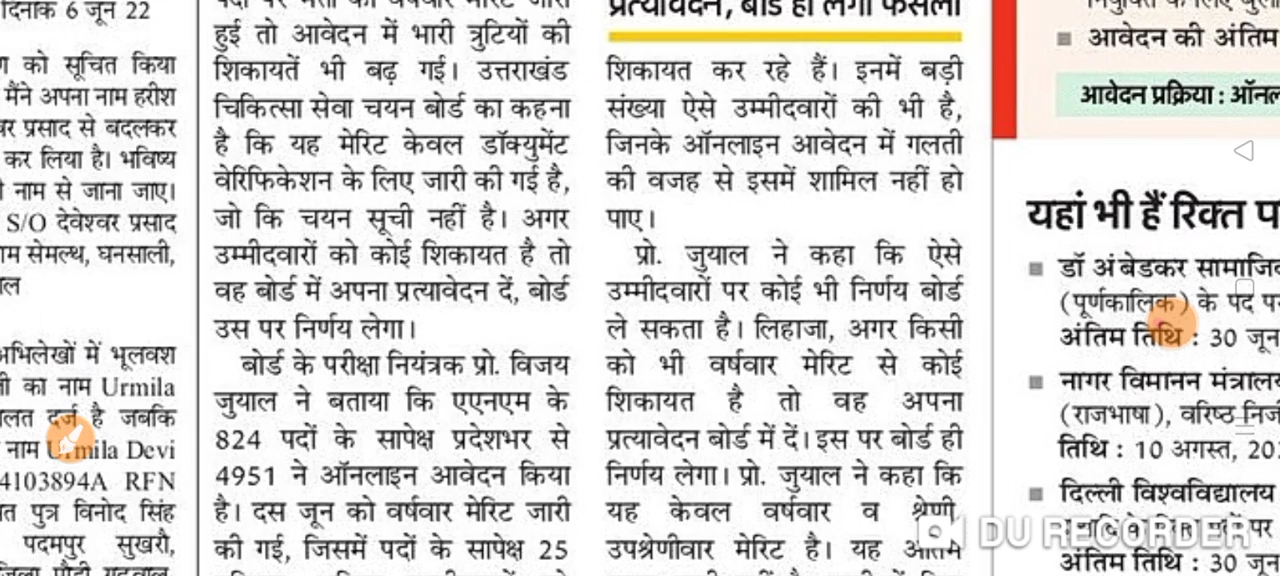 दिनांक 6 जून 22
ण को सूचित किया
मैंने अपना नाम हरीश
वर प्रसाद से बदलकर
कर लिया है। भविष्य
नाम से जाना जाए।
S/O देवेश्वर प्रसाद
ाम सेमल्थ, घनसाली,
अभिलेखों में भूलवश
का नाम Urmila
दर्ज है जबकि
नाम Urmila Devi
4103894A RFN
त पुत्र विनोद सिंह
पदमपुर सुखरौ,
हुई तो आवेदन में भारी त्रुटियों की
शिकायतें भी बढ़ गई। उत्तराखंड
चिकित्सा सेवा चयन बोर्ड का कहना
है कि यह मेरिट केवल डॉक्युमेंट
वेरिफिकेशन के लिए जारी की गई है,
जो कि चयन सूची नहीं है। अगर
उम्मीदवारों को कोई शिकायत है तो
वह बोर्ड में अपना प्रत्यावेदन दें, बोर्ड
उस पर निर्णय लेगा।
बोर्ड के परीक्षा नियंत्रक प्रो. विजय
जुयाल ने बताया कि एएनएम के
824 पदों के सापेक्ष प्रदेशभर से
4951 ने ऑनलाइन आवेदन किया
है। दस जून को वर्षवार मेरिट जारी
की गई, जिसमें पदों के सापेक्ष 25
प्रत्यावेदन, बोर्ड ही लेगा फैसला
शिकायत कर रहे हैं। इनमें बड़ी
संख्या ऐसे उम्मीदवारों की भी है,
जिनके ऑनलाइन आवेदन में गलती
की वजह से इसमें शामिल नहीं हो
पाए।
प्रो. जुयाल ने कहा कि ऐसे
उम्मीदवारों पर कोई भी निर्णय बोर्ड
ले सकता है। लिहाजा, अगर किसी
को भी वर्षवार मेरिट से कोई
शिकायत है तो वह अपना
प्रत्यावेदन बोर्ड में दें। इस पर बोर्ड ही
निर्णय लेगा। प्रो. जुयाल ने कहा कि
यह केवल वर्षवार व श्रेणी
उपश्रेणीवार मेरिट है। यह अंतिम
आवेदन की अंतिम
आवेदन प्रक्रिया : ऑनल
यहां भी हैं रिक्त प
डॉ अंबेडकर सामाजि
(पूर्णकालिक) के पद प
अंतिम तिथि : 30 जून
नागर विमानन मंत्रालय
(राजभाषा), वरिष्ठ निज
तिथि : 10 अगस्त, 20
दिल्ली विश्वविद्यालय
अंतिम तिथि : 30 जून
DU RECORDER